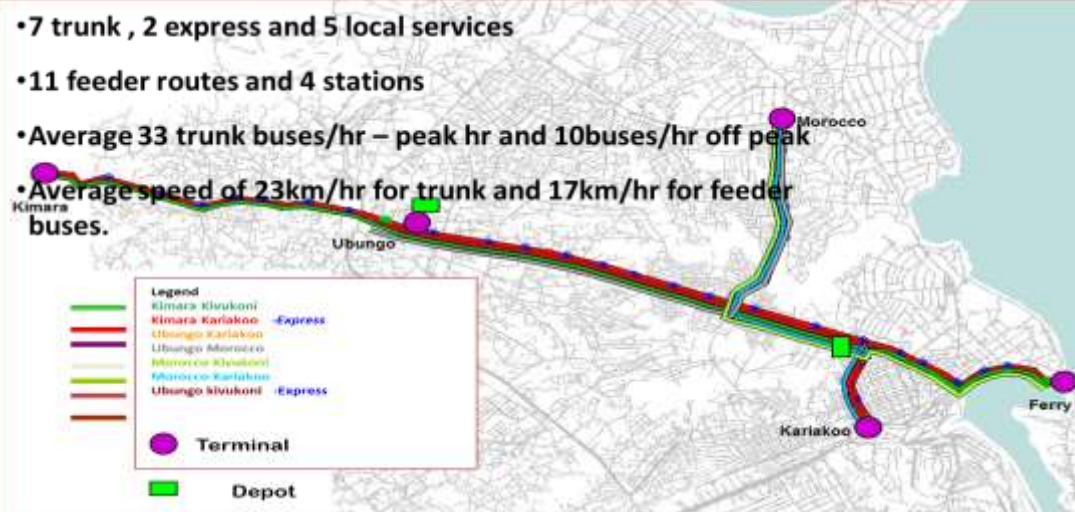 •7 trunk , 2 express and 5 local services
•11 feeder routes and 4 stations
•Average 33 trunk buses/hr – peak hr and 10buses/hr off peak
•Average speed of 23km/hr for trunk and 17km/hr for feeder
buses.
Morocco
Kimara
Ubungo
Legend
Kimara Kivukoni
Kimara Kariakoo -Express
Ubungo Kariakoo
Ubungo Morocco
Morocco Kivukoni
Morocco Kariakoo
Ubungo kivukoni -Express
Terminal
Depot
Ferry
Kariakoo